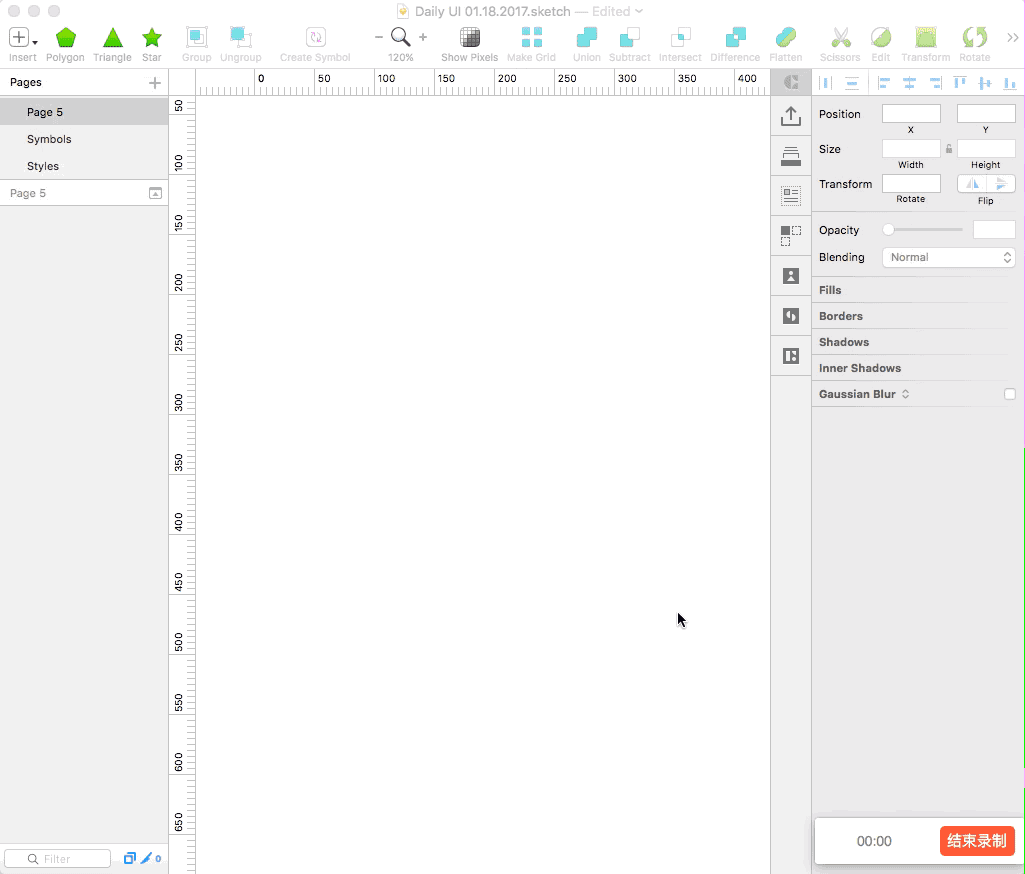 Daily UI 01.18.2017.sketch — Edited
Insert Polygon Triangle Star Group Ungroup Create Symbol 120% Show Pixels Make Grid Union Subtract Intersect Difference Flatten Scissors Edit Transform Rotate
Pages
0 50 100 150 200 250 300 350 400
Page 5
Symbols
Styles
Page 5
50
100
150
200
250
300
350
400
450
500
550
600
650
Position
X Y
Size
Width Height
Transform
Rotate Flip
Opacity
Blending Normal
Fills
Borders
Shadows
Inner Shadows
Gaussian Blur
00:00 结束录制
Filter 0